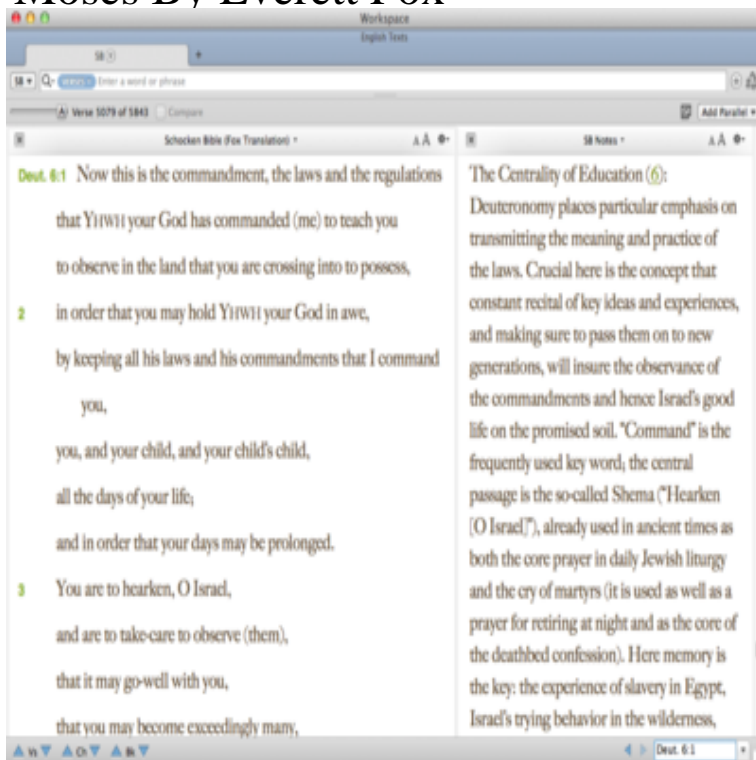 Moses By Everett Fox
Workspace
English Texts
SB
SB
verses
Enter a word or phrase
Verse 5079 of 5843
Compare
Add Parallel
Schocken Bible (Fox Translation)
Deut. 6:1 Now this is the commandment, the laws and the regulations
that YHWH your God has commanded (me) to teach you
to observe in the land that you are crossing into to possess,
2 in order that you may hold YHWH your God in awe,
by keeping all his laws and his commandments that I command
you,
you, and your child, and your child's child,
all the days of your life;
and in order that your days may be prolonged.
3 You are to hearken, O Israel,
and are to take-care to observe (them),
that it may go-well with you,
that you may become exceedingly many,
SB Notes
The Centrality of Education (6):
Deuteronomy places particular emphasis on
transmitting the meaning and practice of
the laws. Crucial here is the concept that
constant recital of key ideas and experiences,
and making sure to pass them on to new
generations, will insure the observance of
the commandments and hence Israel's good
life on the promised soil. "Command" is the
frequently used key word; the central
passage is the so-called Shema ("Hearken
[O Israel]"), already used in ancient times as
both the core prayer in daily Jewish liturgy
and the cry of martyrs (it is used as well as a
prayer for retiring at night and as the core of
the deathbed confession). Here memory is
the key: the experience of slavery in Egypt,
Israel's trying behavior in the wilderness,
Vs Ch Bk
Deut. 6:1